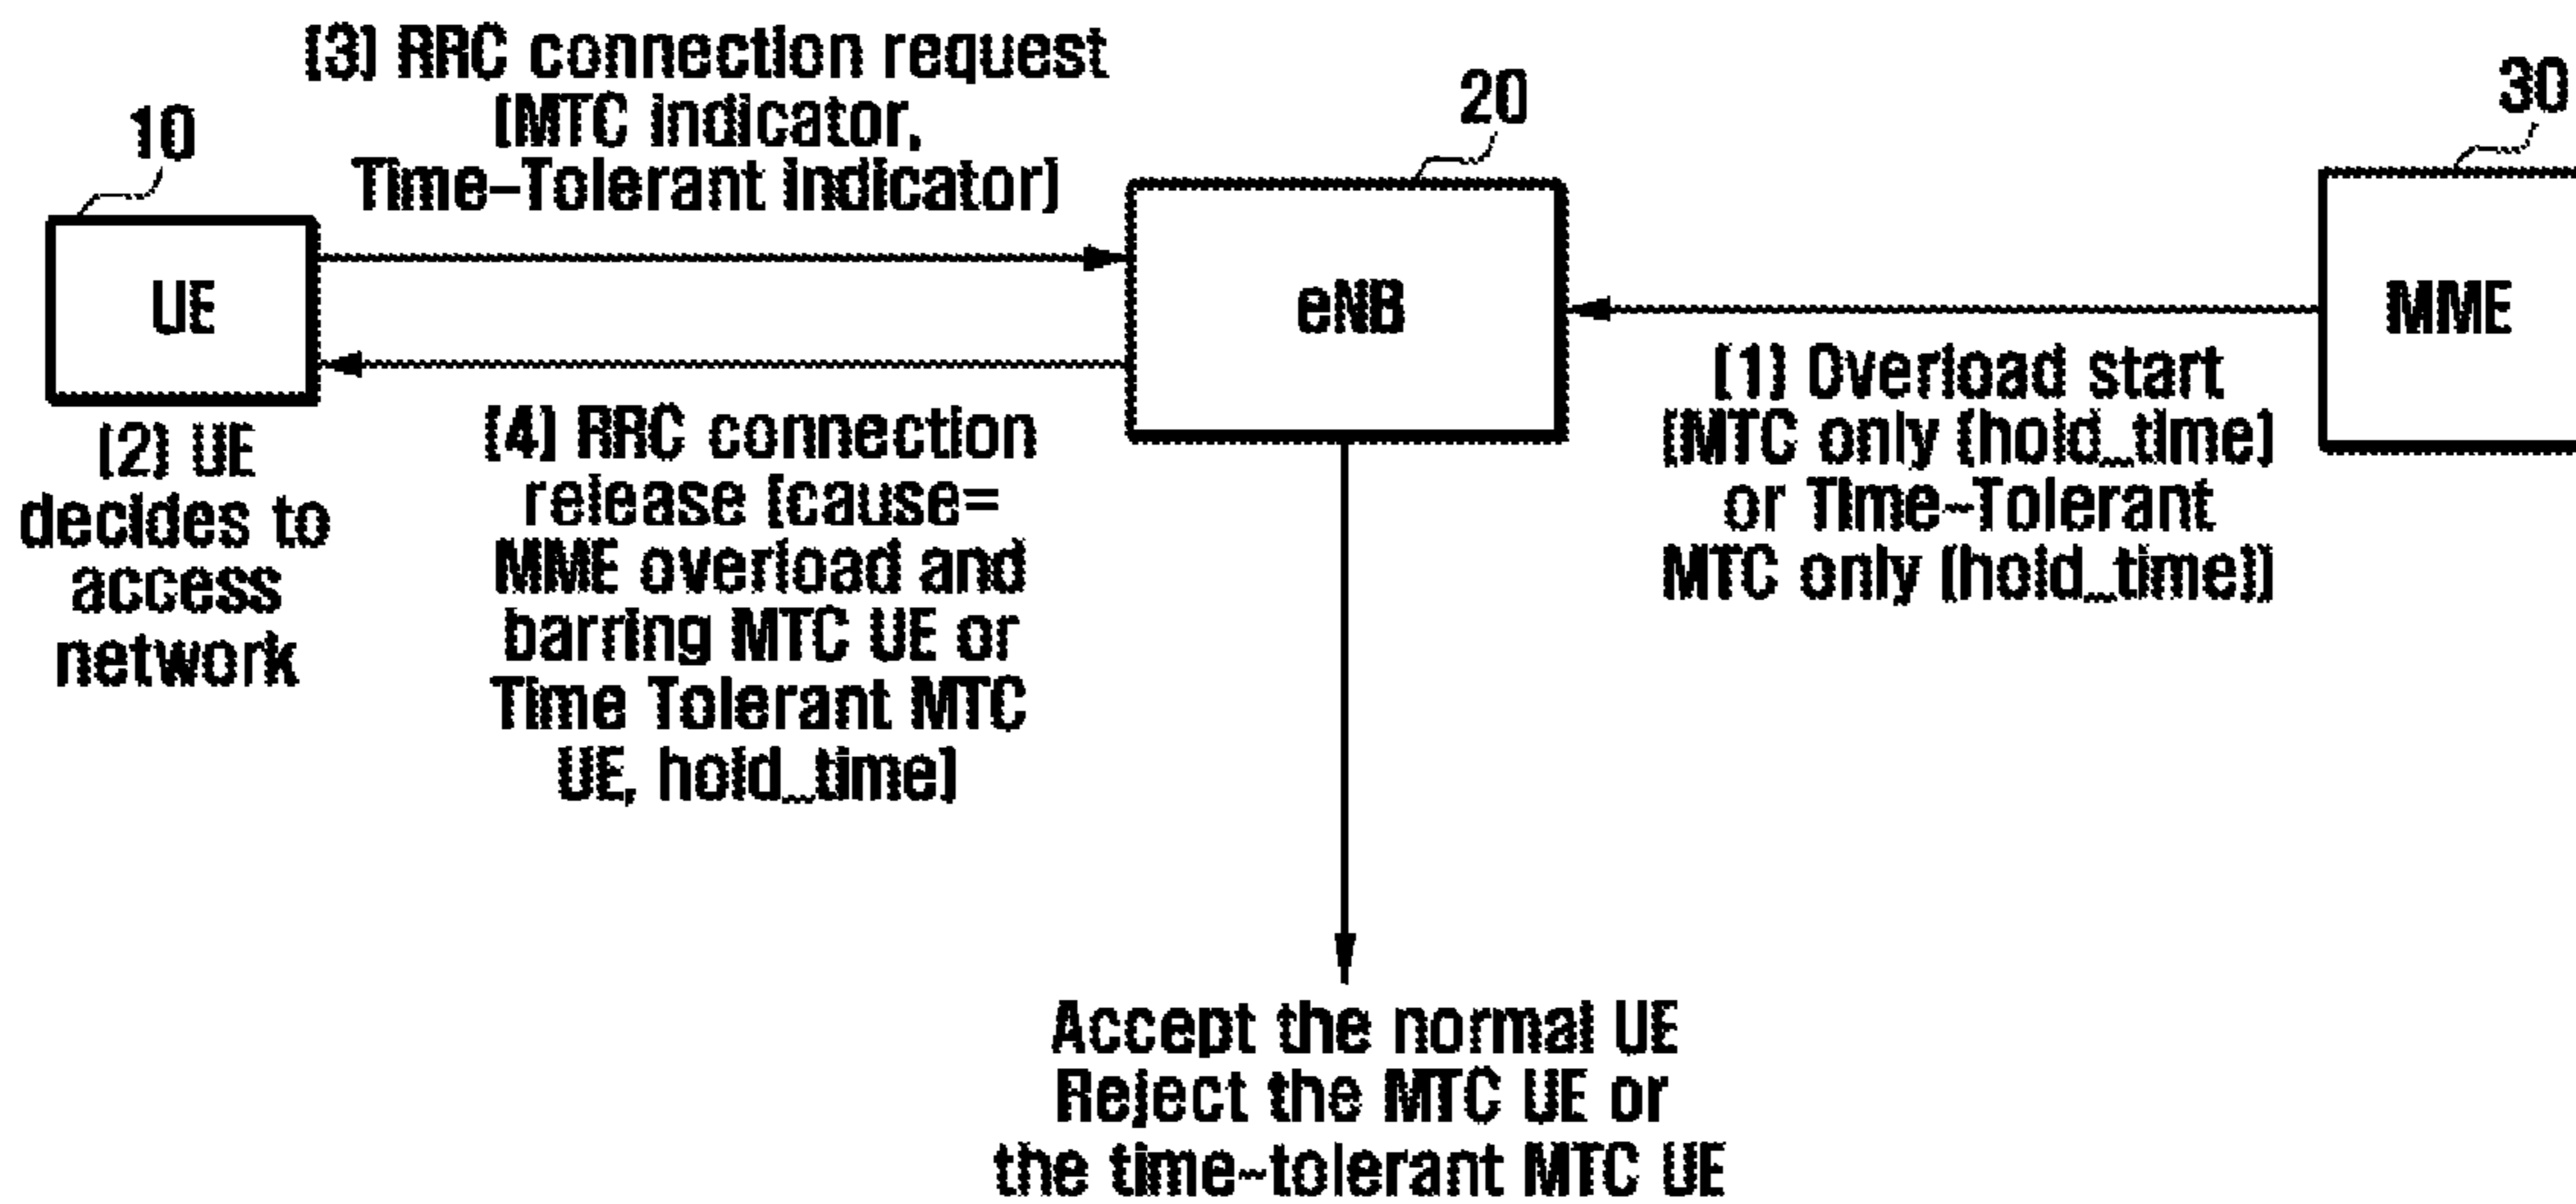 (3) RRC connection request
(MTC indicator,
Time-Tolerant indicator)
10
20
30
UE
eNB
MME
(1) Overload start
(MTC only (hold_time)
or Time-Tolerant
MTC only (hold_time))
(2) UE
decides to
access
network
(4) RRC connection
release (cause=
MME overload and
barring MTC UE or
Time Tolerant MTC
UE, hold_time)
Accept the normal UE
Reject the MTC UE or
the time-tolerant MTC UE